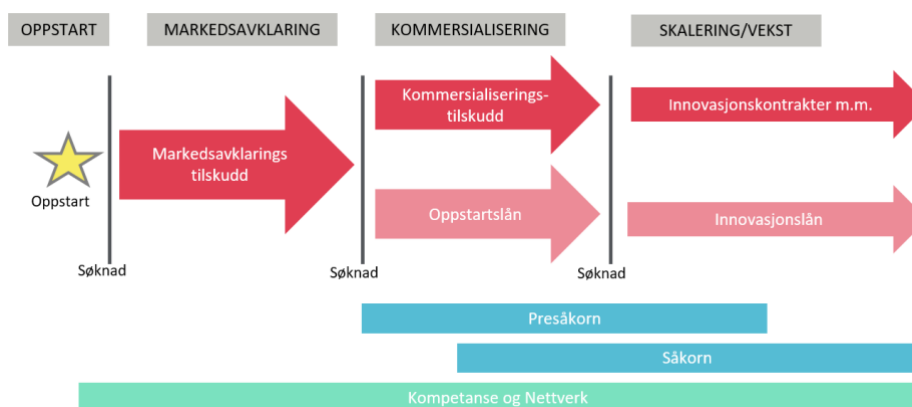 OPPSTART
MARKEDSAVKLARING
KOMMERSIALISERING
SKALERING/VEKST
Kommersialiserings-
tilskudd
Innovasjonskontrakter m.m.
Markedsavklarings
tilskudd
Oppstart
Oppstartslån
Innovasjonslån
Søknad
Søknad
Søknad
Presåkorn
Såkorn
Kompetanse og Nettverk